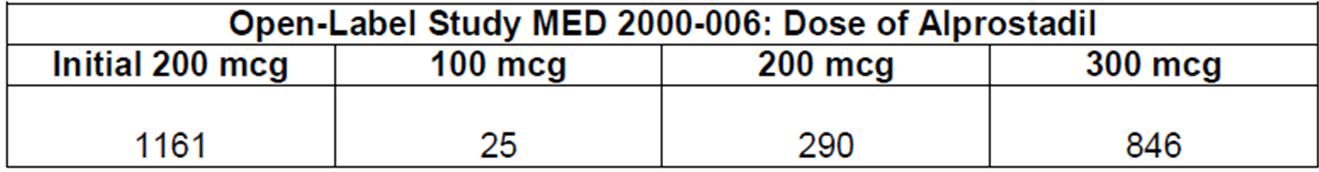 Open-Label Study MED 2000-006: Dose of Alprostadil
Initial 200 mcg 100 mcg 200 mcg 300 mcg
1161 25 290 846